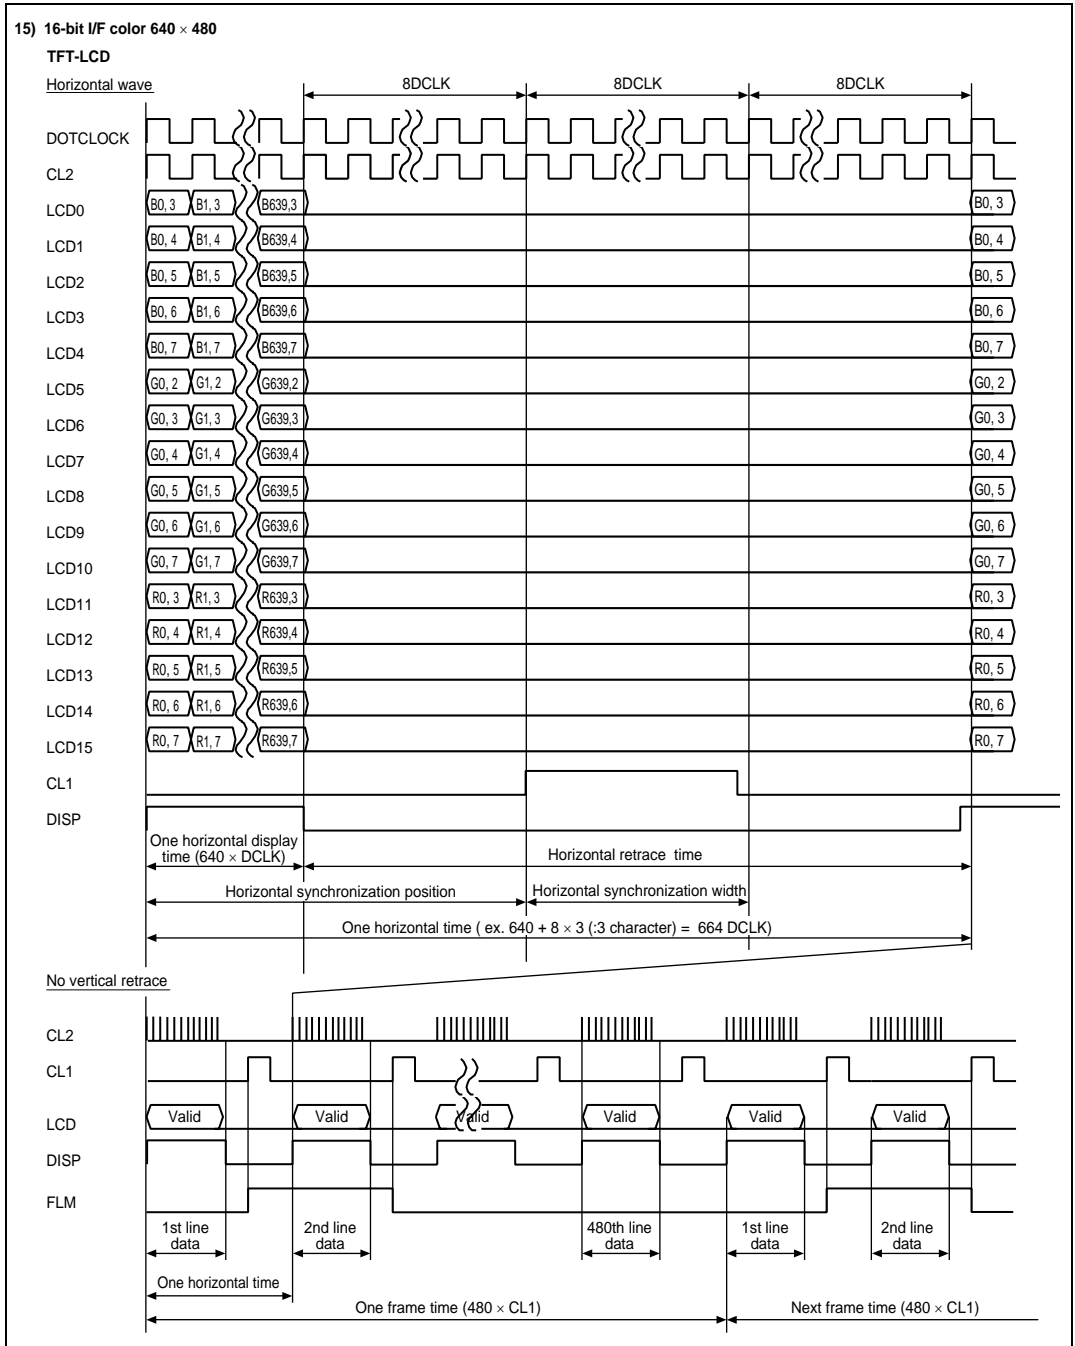 15) 16-bit I/F color 640 × 480
TFT-LCD
Horizontal wave
8DCLK 8DCLK 8DCLK
DOTCLOCK
CL2
LCD0 B0, 3 B1, 3 B639,3 B0, 3
LCD1 B0, 4 B1, 4 B639,4 B0, 4
LCD2 B0, 5 B1, 5 B639,5 B0, 5
LCD3 B0, 6 B1, 6 B639,6 B0, 6
LCD4 B0, 7 B1, 7 B639,7 B0, 7
LCD5 G0, 2 G1, 2 G639,2 G0, 2
LCD6 G0, 3 G1, 3 G639,3 G0, 3
LCD7 G0, 4 G1, 4 G639,4 G0, 4
LCD8 G0, 5 G1, 5 G639,5 G0, 5
LCD9 G0, 6 G1, 6 G639,6 G0, 6
LCD10 G0, 7 G1, 7 G639,7 G0, 7
LCD11 R0, 3 R1, 3 R639,3 R0, 3
LCD12 R0, 4 R1, 4 R639,4 R0, 4
LCD13 R0, 5 R1, 5 R639,5 R0, 5
LCD14 R0, 6 R1, 6 R639,6 R0, 6
LCD15 R0, 7 R1, 7 R639,7 R0, 7
CL1
DISP
One horizontal display
time (640 × DCLK)
Horizontal retrace time
Horizontal synchronization position Horizontal synchronization width
One horizontal time ( ex. 640 + 8 × 3 (:3 character) = 664 DCLK)
No vertical retrace
CL2
CL1
LCD Valid Valid Valid Valid Valid Valid
DISP
FLM
1st line
data
2nd line
data
480th line
data
1st line
data
2nd line
data
One horizontal time
One frame time (480 × CL1) Next frame time (480 × CL1)